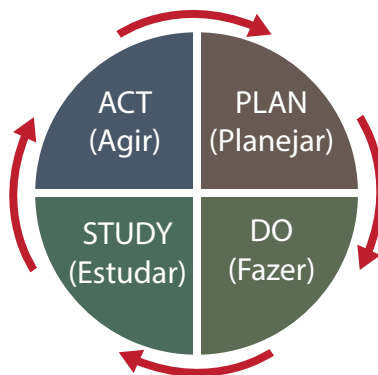 ACT
(Agir)
PLAN
(Planejar)
STUDY
(Estudar)
DO
(Fazer)